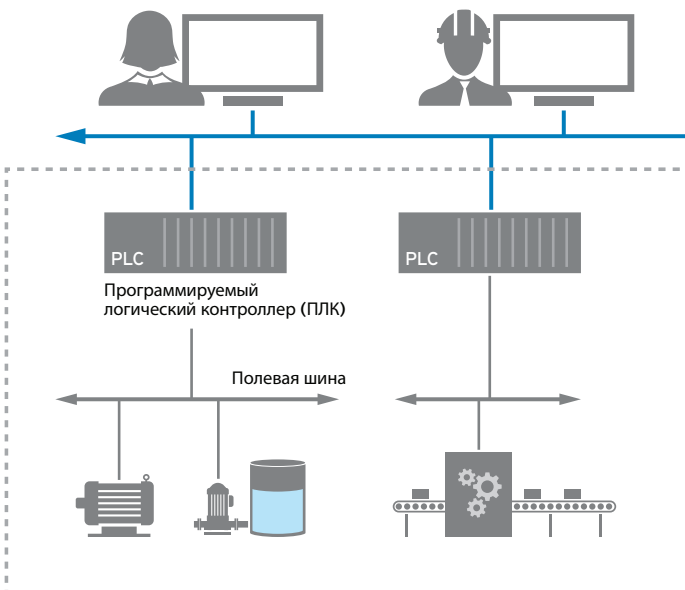 PLC
PLC
Программируемый
логический контроллер (ПЛК)
Полевая шина